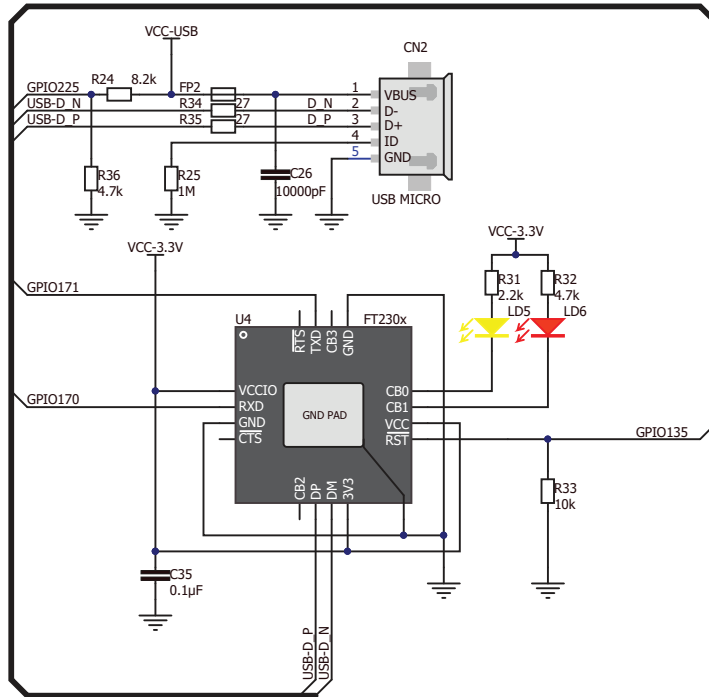 VCC-USB
CN2
R24 8.2k
GPIO225
FP2
1 VBUS
USB-D_N R34 27 D_N 2 D-
USB-D_P R35 27 D_P 3 D+
4 ID
5 GND
R36
4.7k
R25
1M
C26
10000pF
USB MICRO
VCC-3.3V
VCC-3.3V
GPIO171
R31
2.2k
R32
4.7k
LD5
LD6
U4
FT230x
RTS
TXD
CB3
GND
VCCIO
RXD
GND
CTS
GND PAD
CB0
CB1
VCC
RST
GPIO170
GPIO135
CB2
DP
DM
3V3
R33
10k
C35
0.1µF
USB-D_P
USB-D_N